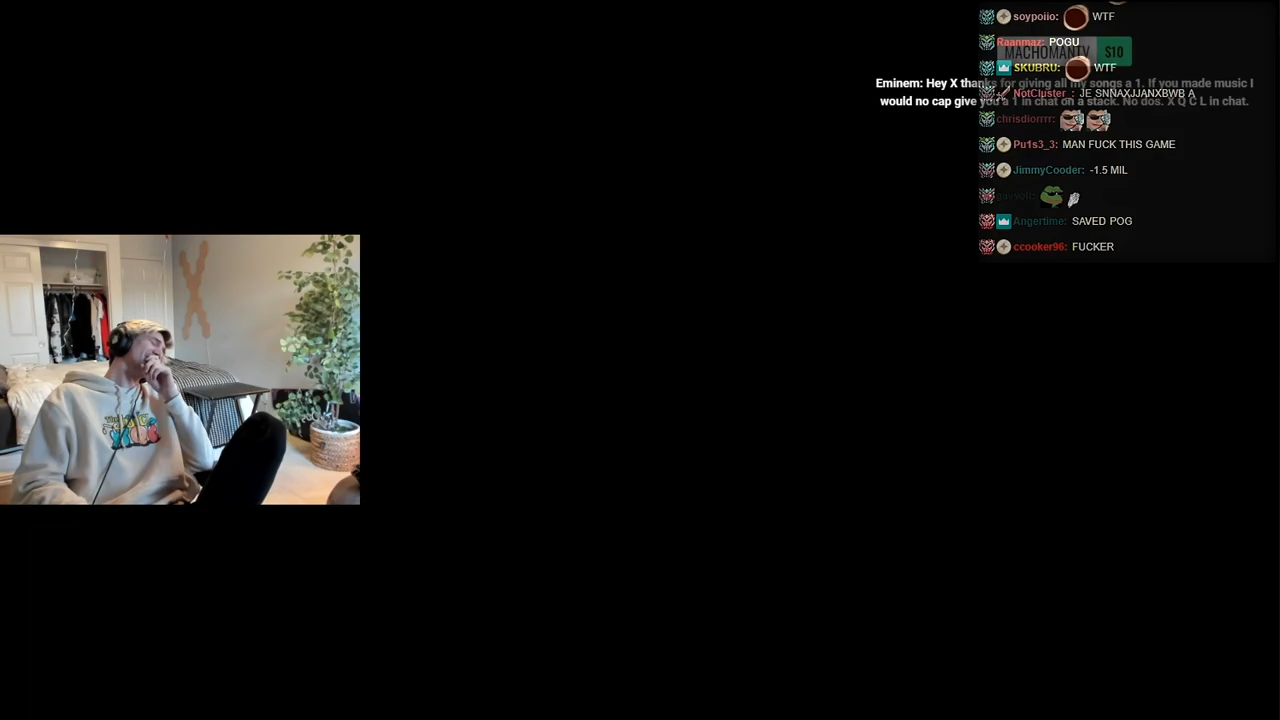 soypoiio: WTF
Raanmaz: POGU
MACHOMANTV $10
SKUBRU: WTF
Eminem: Hey X thanks for giving all my songs a 1. If you made music I
would no cap give you a 1 in chat on a stack. No dos. X Q C L in chat.
NotCluster_: JE SNNAXJJANXBWB A
chrisdiorrrr:
Pu1s3_3: MAN FUCK THIS GAME
JimmyCooder: -1.5 MIL
Angertime: SAVED POG
ccooker96: FUCKER
X